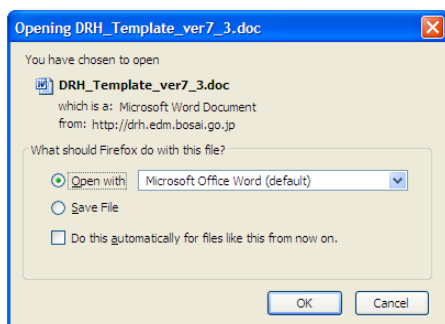 Opening DRH_Template_ver7_3.doc
You have chosen to open
DRH_Template_ver7_3.doc
which is a: Microsoft Word Document
from: http://drh.edm.bosai.go.jp
What should Firefox do with this file?
Open with Microsoft Office Word (default)
Save File
Do this automatically for files like this from now on.
OK Cancel